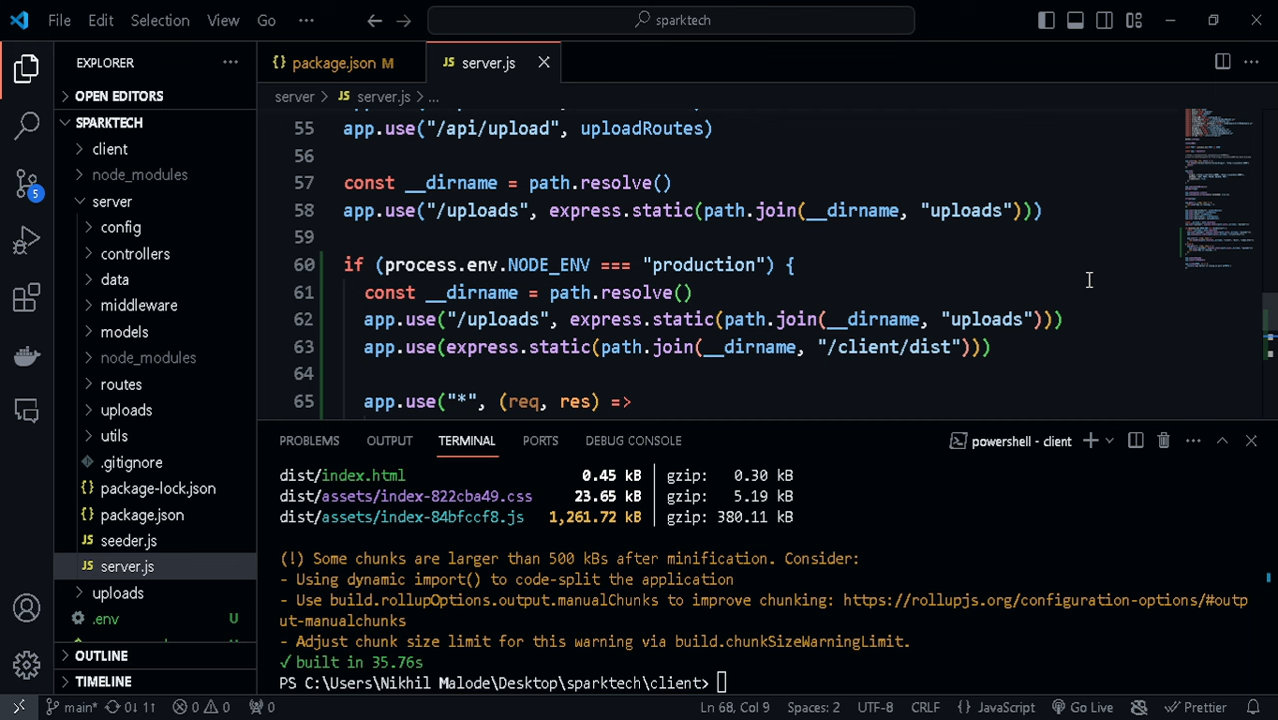 File Edit Selection View Go ··· sparktech
EXPLORER ···
{} package.json M JS server.js
OPEN EDITORS
server > JS server.js > ...
SPARKTECH
client
node_modules
server
config
controllers
data
middleware
models
node_modules
routes
uploads
utils
.gitignore
package-lock.json
package.json
seeder.js
JS server.js
uploads
.env U
OUTLINE
TIMELINE
5
55 app.use("/api/upload", uploadRoutes)
56
57 const __dirname = path.resolve()
58 app.use("/uploads", express.static(path.join(__dirname, "uploads")))
59
60 if (process.env.NODE_ENV === "production") {
61 const __dirname = path.resolve()
62 app.use("/uploads", express.static(path.join(__dirname, "uploads")))
63 app.use(express.static(path.join(__dirname, "/client/dist")))
64
65 app.use("*", (req, res) =>
PROBLEMS OUTPUT TERMINAL PORTS DEBUG CONSOLE powershell - client
dist/index.html 0.45 kB │ gzip: 0.30 kB
dist/assets/index-822cba49.css 23.65 kB │ gzip: 5.19 kB
dist/assets/index-84bfccf8.js 1,261.72 kB │ gzip: 380.11 kB
(!) Some chunks are larger than 500 kBs after minification. Consider:
- Using dynamic import() to code-split the application
- Use build.rollupOptions.output.manualChunks to improve chunking: https://rollupjs.org/configuration-options/#outp
ut-manualchunks
- Adjust chunk size limit for this warning via build.chunkSizeWarningLimit.
✓ built in 35.76s
PS C:\Users\Nikhil Malode\Desktop\sparktech\client>
main* 0↓ 1↑ 0 0 0 Ln 68, Col 9 Spaces: 2 UTF-8 CRLF {} JavaScript Go Live Prettier